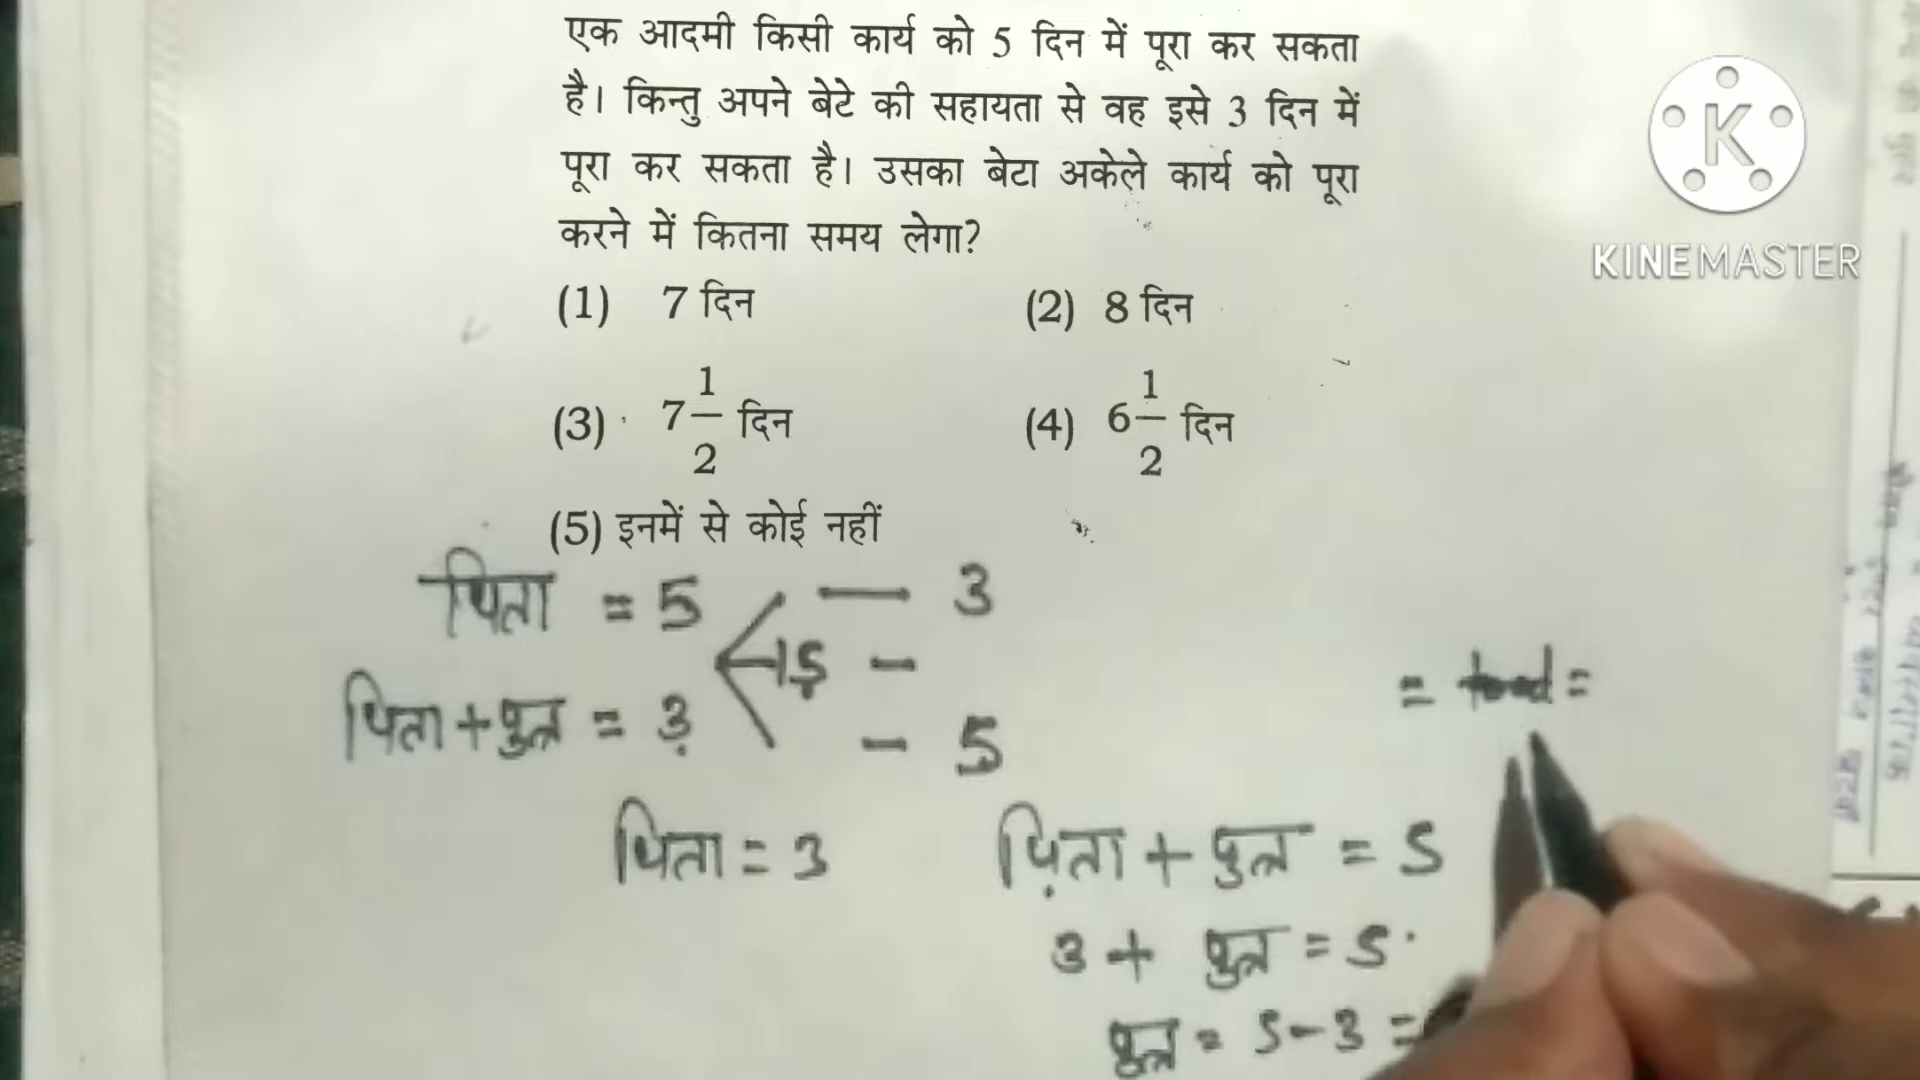 एक आदमी किसी कार्य को 5 दिन में पूरा कर सकता
है। किन्तु अपने बेटे की सहायता से वह इसे 3 दिन में
पूरा कर सकता है। उसका बेटा अकेले कार्य को पूरा
करने में कितना समय लेगा?
(1) 7 दिन (2) 8 दिन
(3) 7 1/2 दिन (4) 6 1/2 दिन
(5) इनमें से कोई नहीं
पिता = 5 — 3
15 -
पिता + पुत्र = 3 - 5
= =
पिता = 3 पिता + पुत्र = 5
3 + पुत्र = 5
पुत्र = 5 - 3 =
K
KINEMASTER